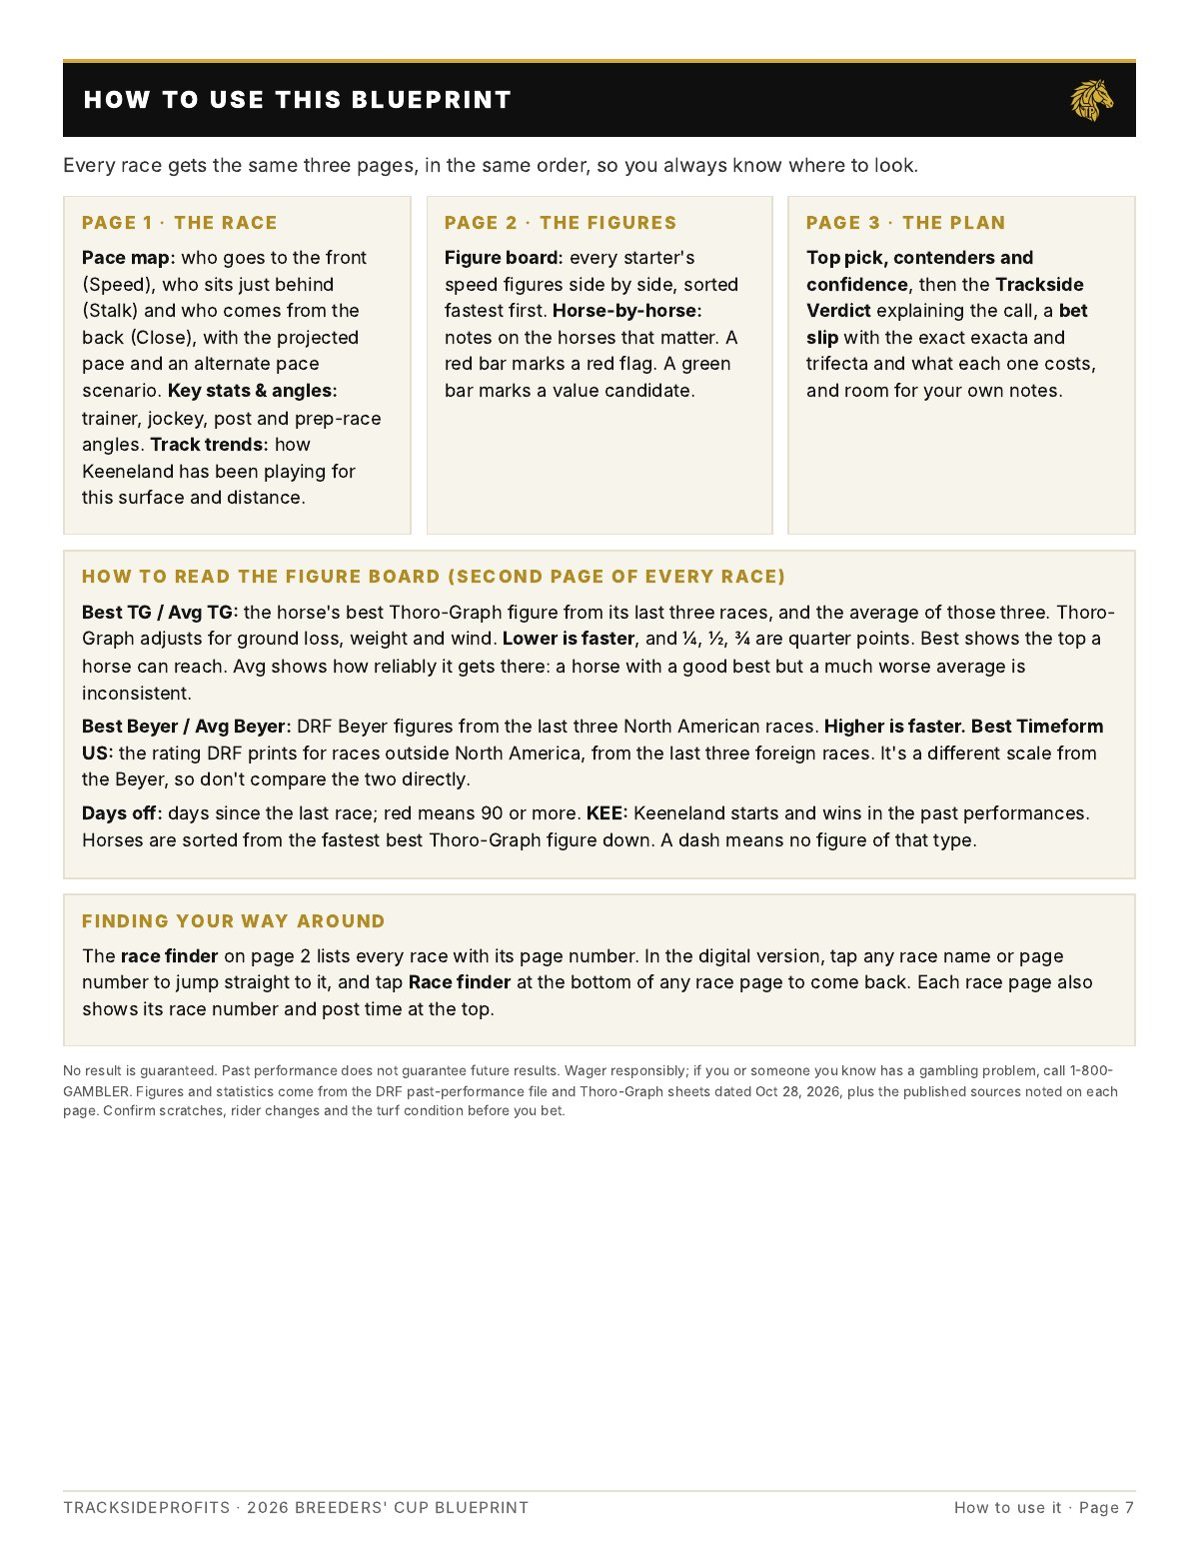 HOW TO USE THIS BLUEPRINT
Every race gets the same three pages, in the same order, so you always know where to look.
PAGE 1 · THE RACE
Pace map: who goes to the front
(Speed), who sits just behind
(Stalk) and who comes from the
back (Close), with the projected
pace and an alternate pace
scenario. Key stats & angles:
trainer, jockey, post and prep-race
angles. Track trends: how
Keeneland has been playing for
this surface and distance.
PAGE 2 · THE FIGURES
Figure board: every starter's
speed figures side by side, sorted
fastest first. Horse-by-horse:
notes on the horses that matter. A
red bar marks a red flag. A green
bar marks a value candidate.
PAGE 3 · THE PLAN
Top pick, contenders and
confidence, then the Trackside
Verdict explaining the call, a bet
slip with the exact exacta and
trifecta and what each one costs,
and room for your own notes.
HOW TO READ THE FIGURE BOARD (SECOND PAGE OF EVERY RACE)
Best TG / Avg TG: the horse's best Thoro-Graph figure from its last three races, and the average of those three. Thoro-
Graph adjusts for ground loss, weight and wind. Lower is faster, and ¼, ½, ¾ are quarter points. Best shows the top a
horse can reach. Avg shows how reliably it gets there: a horse with a good best but a much worse average is
inconsistent.
Best Beyer / Avg Beyer: DRF Beyer figures from the last three North American races. Higher is faster. Best Timeform
US: the rating DRF prints for races outside North America, from the last three foreign races. It's a different scale from
the Beyer, so don't compare the two directly.
Days off: days since the last race; red means 90 or more. KEE: Keeneland starts and wins in the past performances.
Horses are sorted from the fastest best Thoro-Graph figure down. A dash means no figure of that type.
FINDING YOUR WAY AROUND
The race finder on page 2 lists every race with its page number. In the digital version, tap any race name or page
number to jump straight to it, and tap Race finder at the bottom of any race page to come back. Each race page also
shows its race number and post time at the top.
No result is guaranteed. Past performance does not guarantee future results. Wager responsibly; if you or someone you know has a gambling problem, call 1-800-
GAMBLER. Figures and statistics come from the DRF past-performance file and Thoro-Graph sheets dated Oct 28, 2026, plus the published sources noted on each
page. Confirm scratches, rider changes and the turf condition before you bet.
TRACKSIDEPROFITS · 2026 BREEDERS' CUP BLUEPRINT
How to use it · Page 7